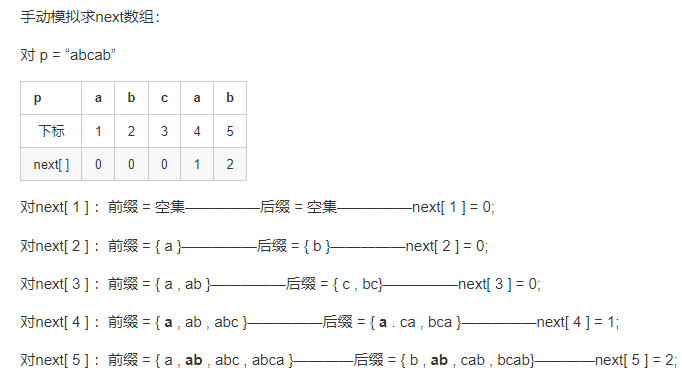 手动模拟求next数组：
对 p = “abcab”
p a b c a b
下标 1 2 3 4 5
next[ ] 0 0 0 1 2
对next[ 1 ] ：前缀 = 空集—————后缀 = 空集—————next[ 1 ] = 0;
对next[ 2 ] ：前缀 = { a }—————后缀 = { b }—————next[ 2 ] = 0;
对next[ 3 ] ：前缀 = { a , ab }—————后缀 = { c , bc}—————next[ 3 ] = 0;
对next[ 4 ] ：前缀 = { a , ab , abc }—————后缀 = { a . ca , bca }—————next[ 4 ] = 1;
对next[ 5 ] ：前缀 = { a , ab , abc , abca }————后缀 = { b , ab , cab , bcab}————next[ 5 ] = 2;